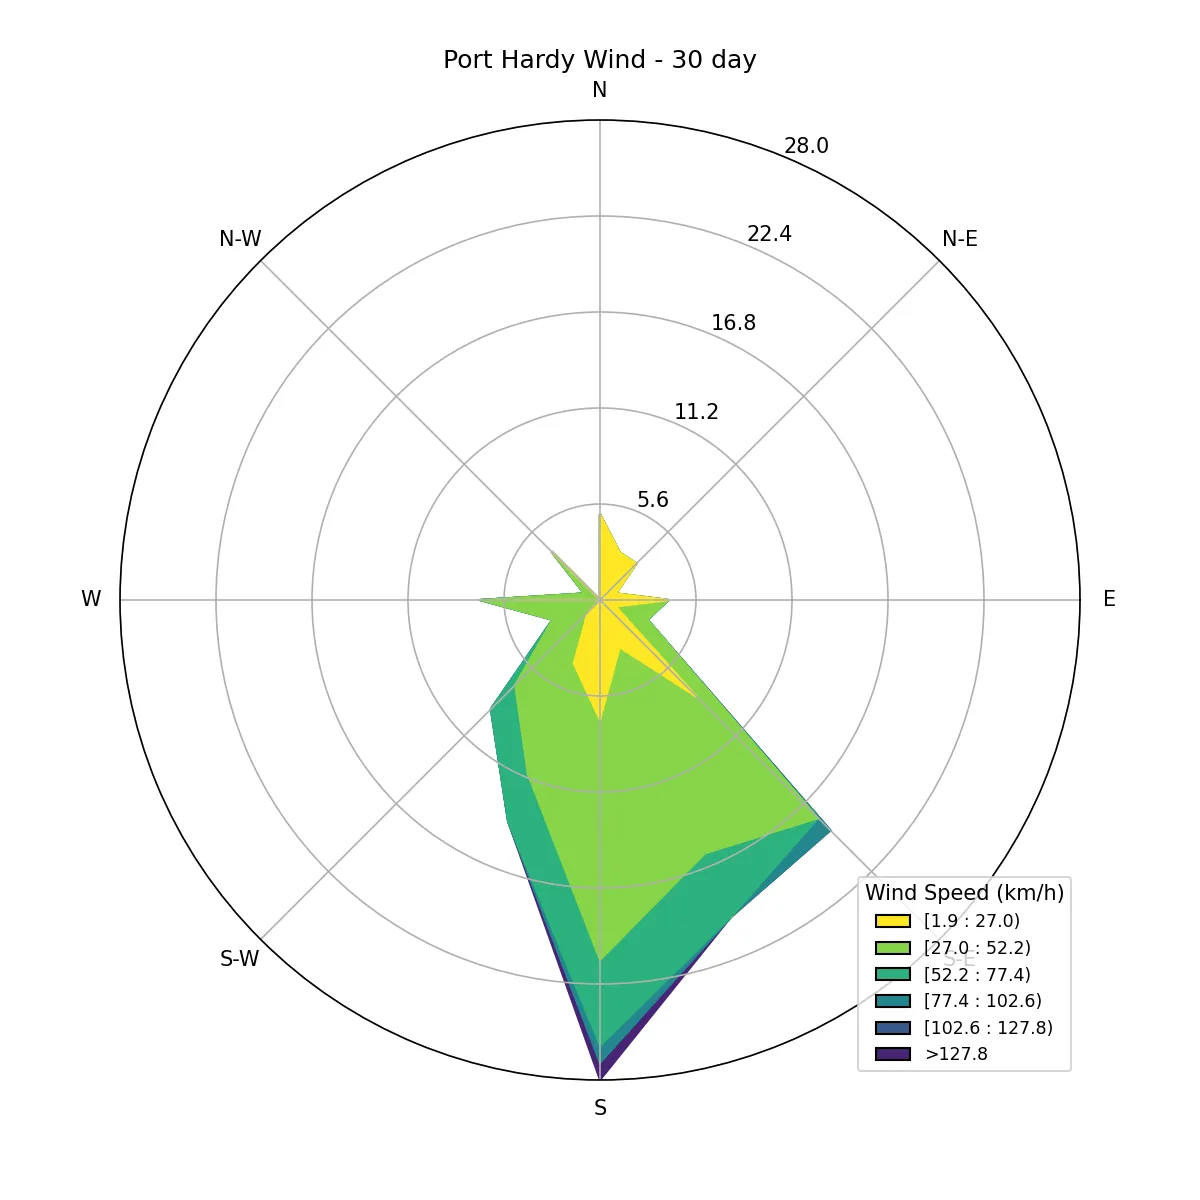 Port Hardy Wind - 30 day
N
28.0
N-W
22.4
N-E
16.8
11.2
5.6
W
E
Wind Speed (km/h)
[1.9 : 27.0)
[27.0 : 52.2)
S-W
S-E
[52.2 : 77.4)
[77.4 : 102.6)
[102.6 : 127.8)
>127.8
S